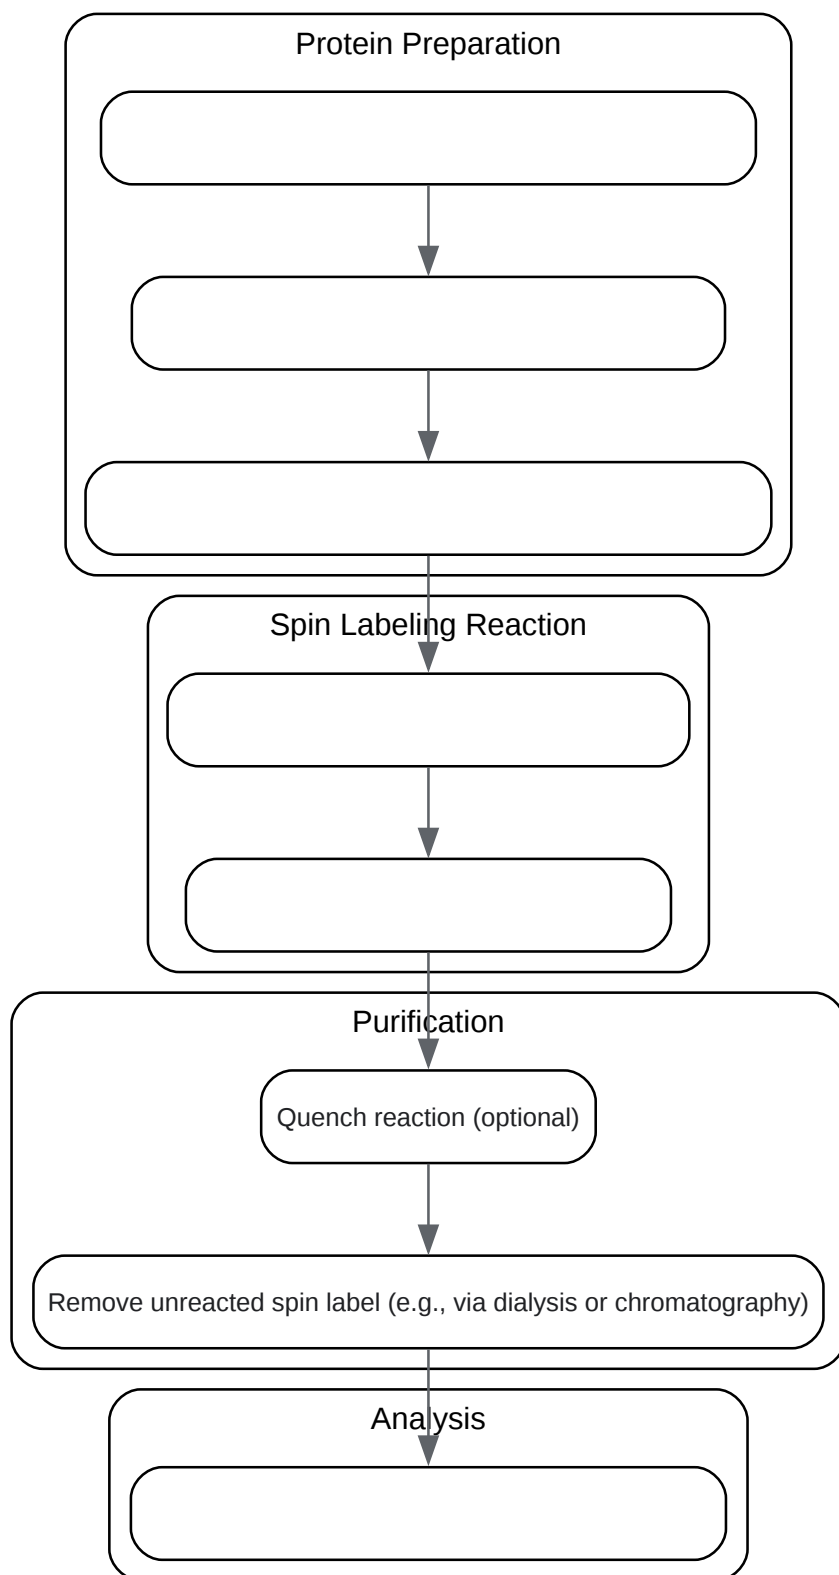 Protein Preparation
Spin Labeling Reaction
Purification
Quench reaction (optional)
Remove unreacted spin label (e.g., via dialysis or chromatography)
Analysis